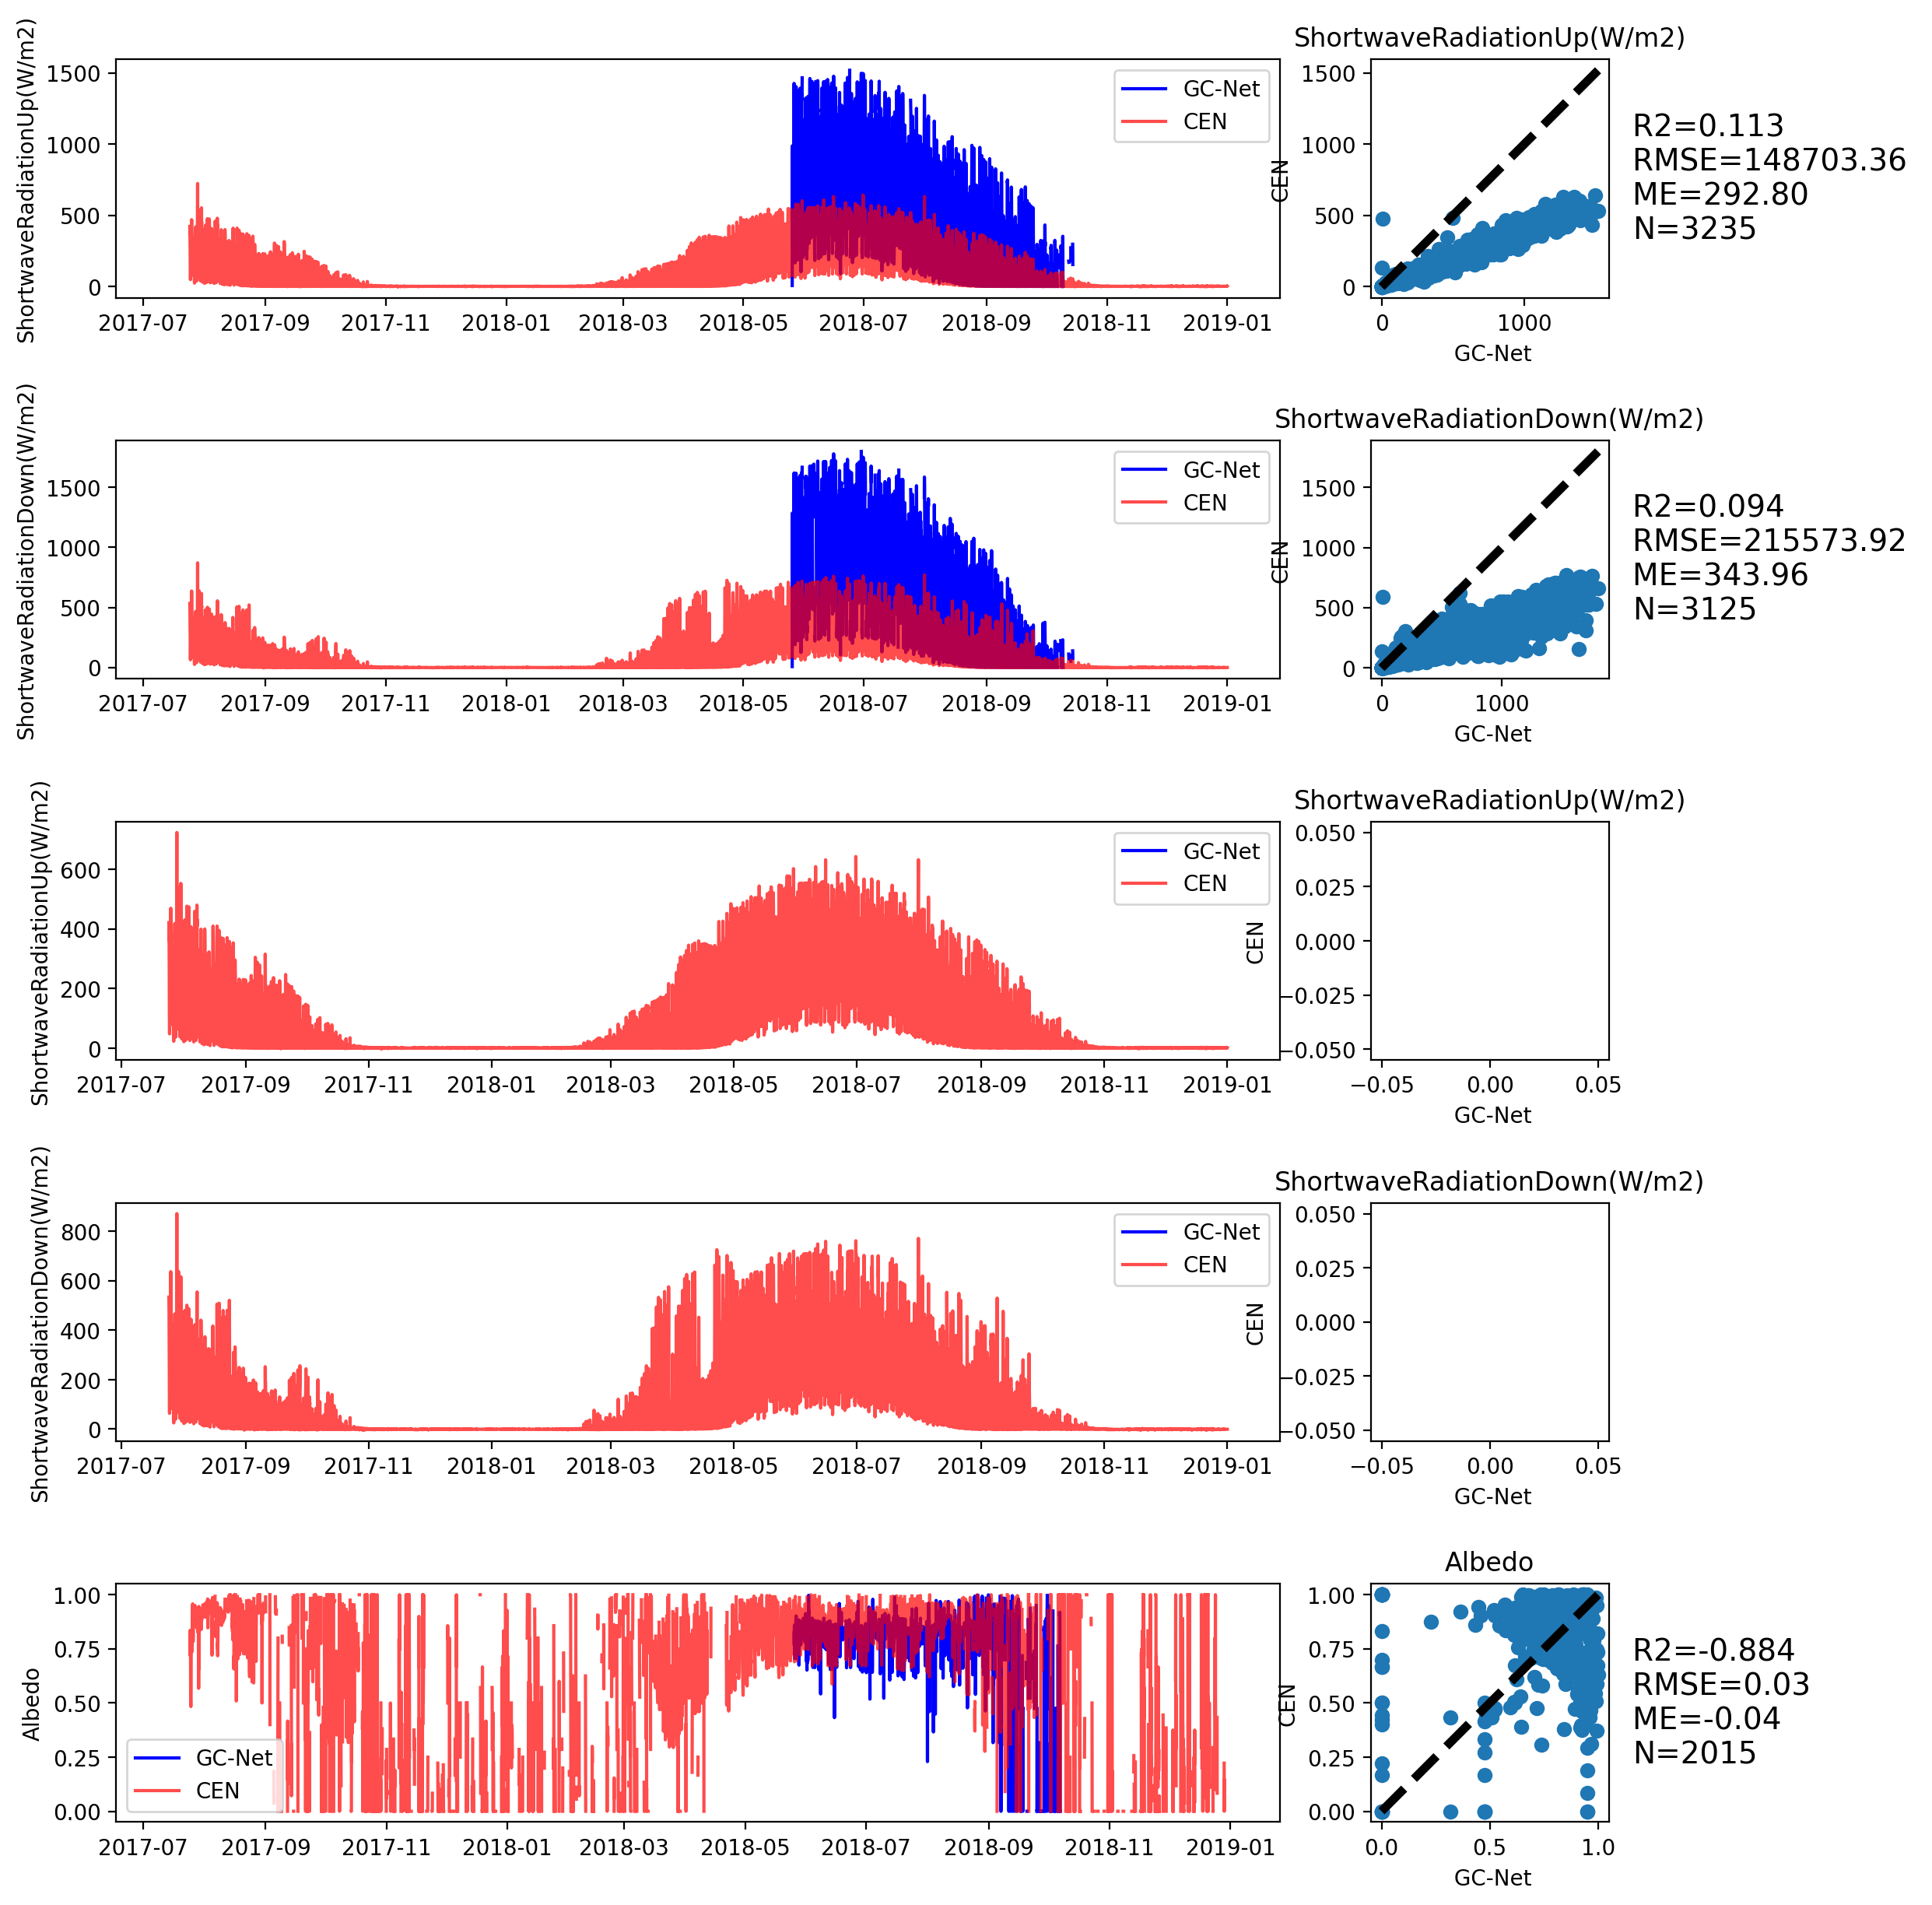 ShortwaveRadiationUp(W/m2)
1500
1000
500
0
2017-07 2017-09 2017-11 2018-01 2018-03 2018-05 2018-07 2018-09 2018-11 2019-01
GC-Net
CEN
ShortwaveRadiationUp(W/m2)
CEN
1500
1000
500
0
0 1000
GC-Net
R2=0.113
RMSE=148703.36
ME=292.80
N=3235
ShortwaveRadiationDown(W/m2)
1500
1000
500
0
2017-07 2017-09 2017-11 2018-01 2018-03 2018-05 2018-07 2018-09 2018-11 2019-01
GC-Net
CEN
ShortwaveRadiationDown(W/m2)
CEN
1500
1000
500
0
0 1000
GC-Net
R2=0.094
RMSE=215573.92
ME=343.96
N=3125
ShortwaveRadiationUp(W/m2)
600
400
200
0
2017-07 2017-09 2017-11 2018-01 2018-03 2018-05 2018-07 2018-09 2018-11 2019-01
GC-Net
CEN
ShortwaveRadiationUp(W/m2)
CEN
0.050
0.025
0.000
−0.025
−0.050
−0.05 0.00 0.05
GC-Net
ShortwaveRadiationDown(W/m2)
800
600
400
200
0
2017-07 2017-09 2017-11 2018-01 2018-03 2018-05 2018-07 2018-09 2018-11 2019-01
GC-Net
CEN
ShortwaveRadiationDown(W/m2)
CEN
0.050
0.025
0.000
−0.025
−0.050
−0.05 0.00 0.05
GC-Net
Albedo
1.00
0.75
0.50
0.25
0.00
2017-07 2017-09 2017-11 2018-01 2018-03 2018-05 2018-07 2018-09 2018-11 2019-01
GC-Net
CEN
Albedo
CEN
1.00
0.75
0.50
0.25
0.00
0.0 0.5 1.0
GC-Net
R2=-0.884
RMSE=0.03
ME=-0.04
N=2015